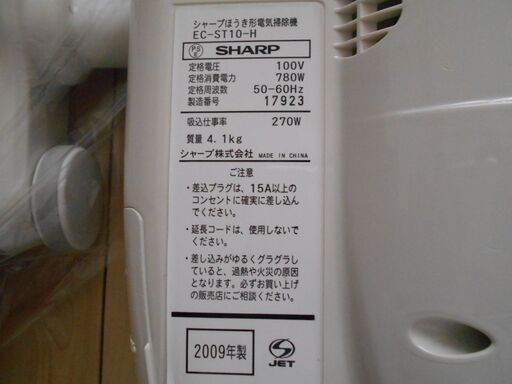 シャープほうき形電気掃除機
EC-ST10-H
PS E SHARP
定格電圧 100V
定格消費電力 780W
定格周波数 50-60Hz
製造番号 17923
吸込仕事率 270W
質量 4.1kg
シャープ株式会社 MADE IN CHINA
ご注意
・差込プラグは、15A以上の
コンセントに確実に差し込ん
でください。
・延長コードは、使用しないで
ください。
・差し込みがゆるくグラグラし
ていると、過熱や火災の原因
となります。必ずお買い上げ
の販売店にご相談ください。
2009年製
S JET